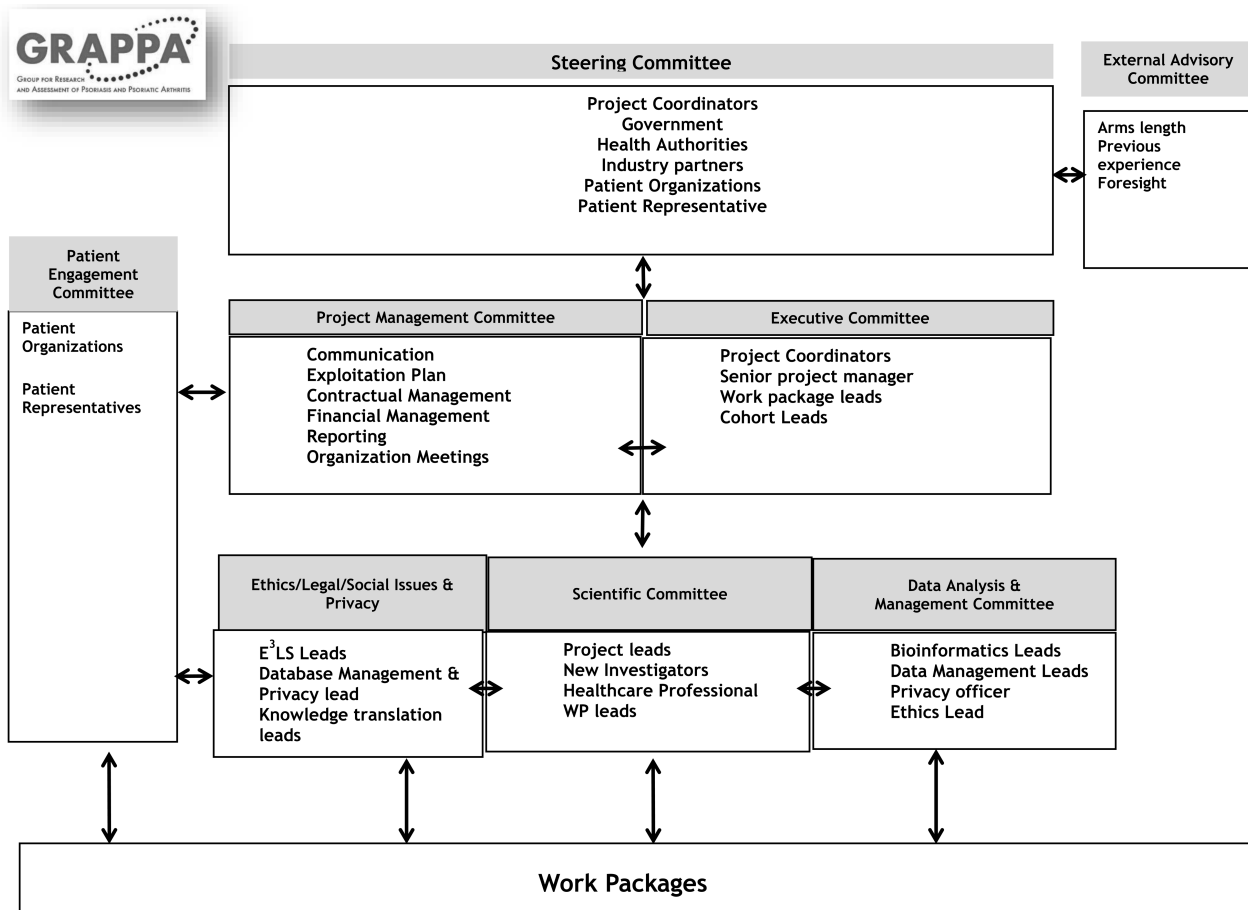 GRAPPA
GROUP FOR RESEARCH
AND ASSESSMENT OF PSORIASIS AND PSORIATIC ARTHRITIS
Steering Committee
Project Coordinators
Government
Health Authorities
Industry partners
Patient Organizations
Patient Representative
External Advisory
Committee
Arms length
Previous
experience
Foresight
Patient
Engagement
Committee
Patient
Organizations
Patient
Representatives
Project Management Committee
Communication
Exploitation Plan
Contractual Management
Financial Management
Reporting
Organization Meetings
Executive Committee
Project Coordinators
Senior project manager
Work package leads
Cohort Leads
Ethics/Legal/Social Issues &
Privacy
E³LS Leads
Database Management &
Privacy lead
Knowledge translation
leads
Scientific Committee
Project leads
New Investigators
Healthcare Professional
WP leads
Data Analysis &
Management Committee
Bioinformatics Leads
Data Management Leads
Privacy officer
Ethics Lead
Work Packages